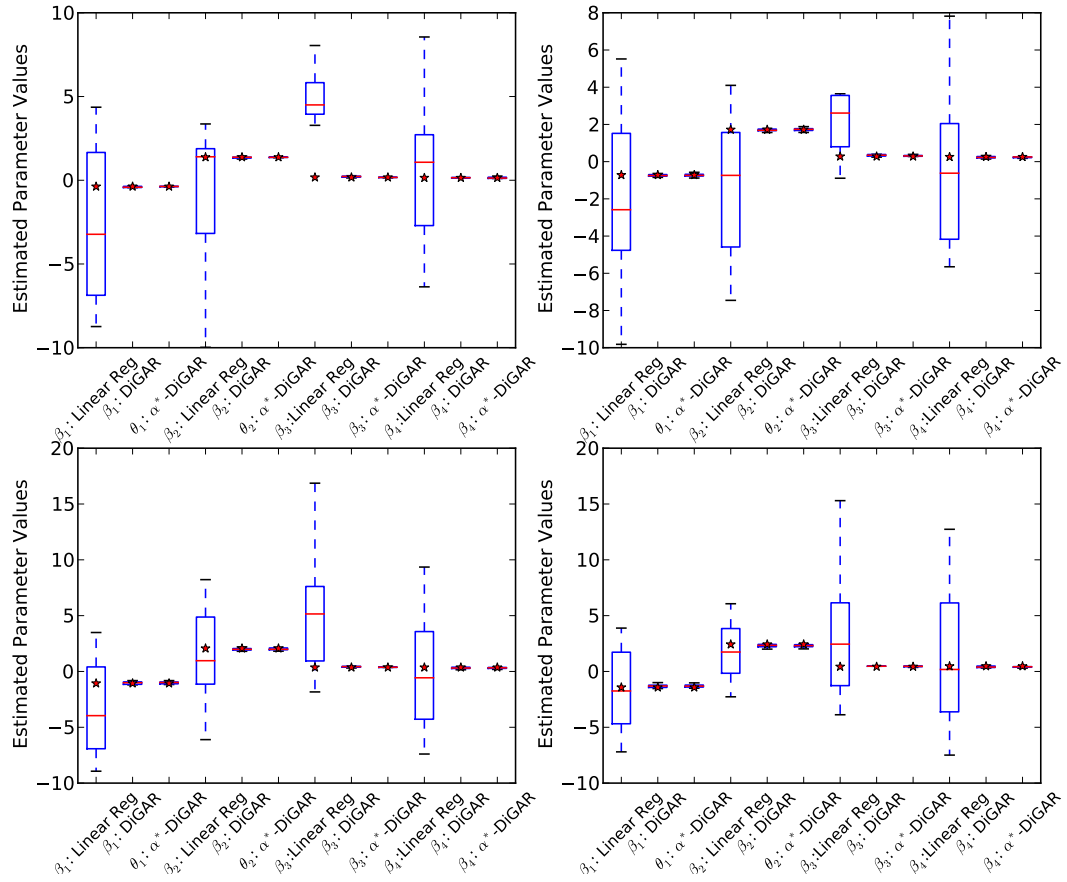 10
5
0
−5
−10
Estimated Parameter Values
β₁: Linear Reg
β₁: DiGAR
θ₁: α*-DiGAR
β₂: Linear Reg
β₂: DiGAR
θ₂: α*-DiGAR
β₃:Linear Reg
β₃: DiGAR
β₃: α*-DiGAR
β₄:Linear Reg
β₄: DiGAR
β₄: α*-DiGAR
8
6
4
2
0
−2
−4
−6
−8
−10
Estimated Parameter Values
β₁: Linear Reg
β₁: DiGAR
θ₁: α*-DiGAR
β₂: Linear Reg
β₂: DiGAR
θ₂: α*-DiGAR
β₃:Linear Reg
β₃: DiGAR
β₃: α*-DiGAR
β₄:Linear Reg
β₄: DiGAR
β₄: α*-DiGAR
20
15
10
5
0
−5
−10
Estimated Parameter Values
β₁: Linear Reg
β₁: DiGAR
θ₁: α*-DiGAR
β₂: Linear Reg
β₂: DiGAR
θ₂: α*-DiGAR
β₃:Linear Reg
β₃: DiGAR
β₃: α*-DiGAR
β₄:Linear Reg
β₄: DiGAR
β₄: α*-DiGAR
20
15
10
5
0
−5
−10
Estimated Parameter Values
β₁: Linear Reg
β₁: DiGAR
θ₁: α*-DiGAR
β₂: Linear Reg
β₂: DiGAR
θ₂: α*-DiGAR
β₃:Linear Reg
β₃: DiGAR
β₃: α*-DiGAR
β₄:Linear Reg
β₄: DiGAR
β₄: α*-DiGAR